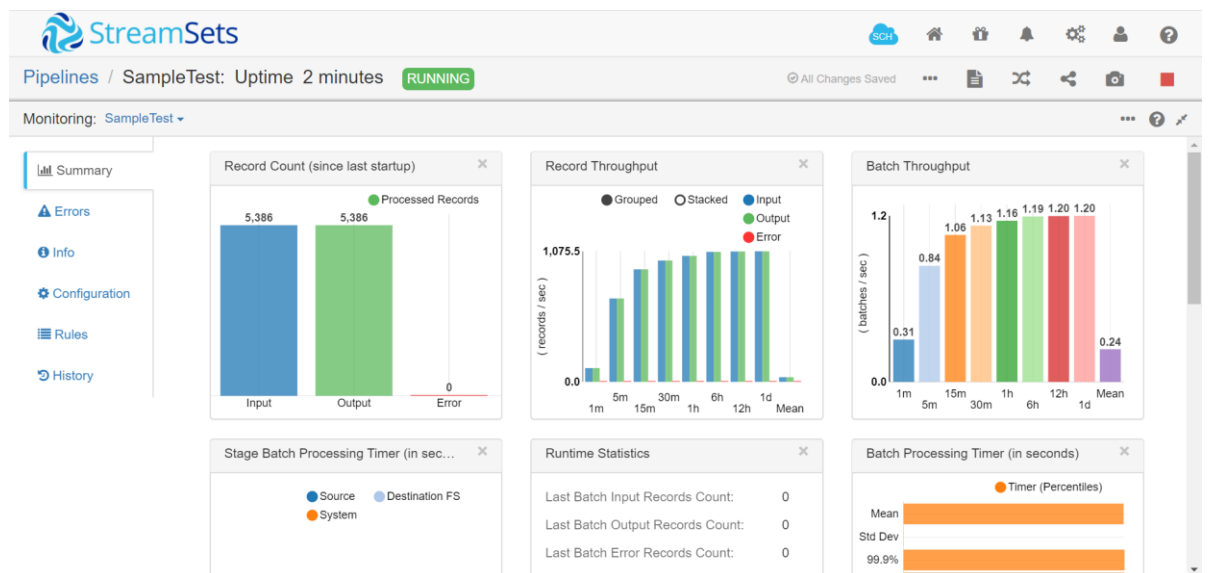 StreamSets
SCH
Pipelines / SampleTest: Uptime 2 minutes RUNNING
All Changes Saved
Monitoring: SampleTest
Summary
Errors
Info
Configuration
Rules
History
Record Count (since last startup)
Processed Records
5,386 5,386 0
Input Output Error
Record Throughput
Grouped Stacked Input
Output
Error
1,075.5
( records / sec )
0.0
1m 5m 15m 30m 1h 6h 12h 1d Mean
Batch Throughput
1.2
( batches / sec )
0.0
0.31 0.84 1.06 1.13 1.16 1.19 1.20 1.20 0.24
1m 5m 15m 30m 1h 6h 12h 1d Mean
Stage Batch Processing Timer (in sec...
Source Destination FS
System
Runtime Statistics
Last Batch Input Records Count: 0
Last Batch Output Records Count: 0
Last Batch Error Records Count: 0
Batch Processing Timer (in seconds)
Timer (Percentiles)
Mean
Std Dev
99.9%